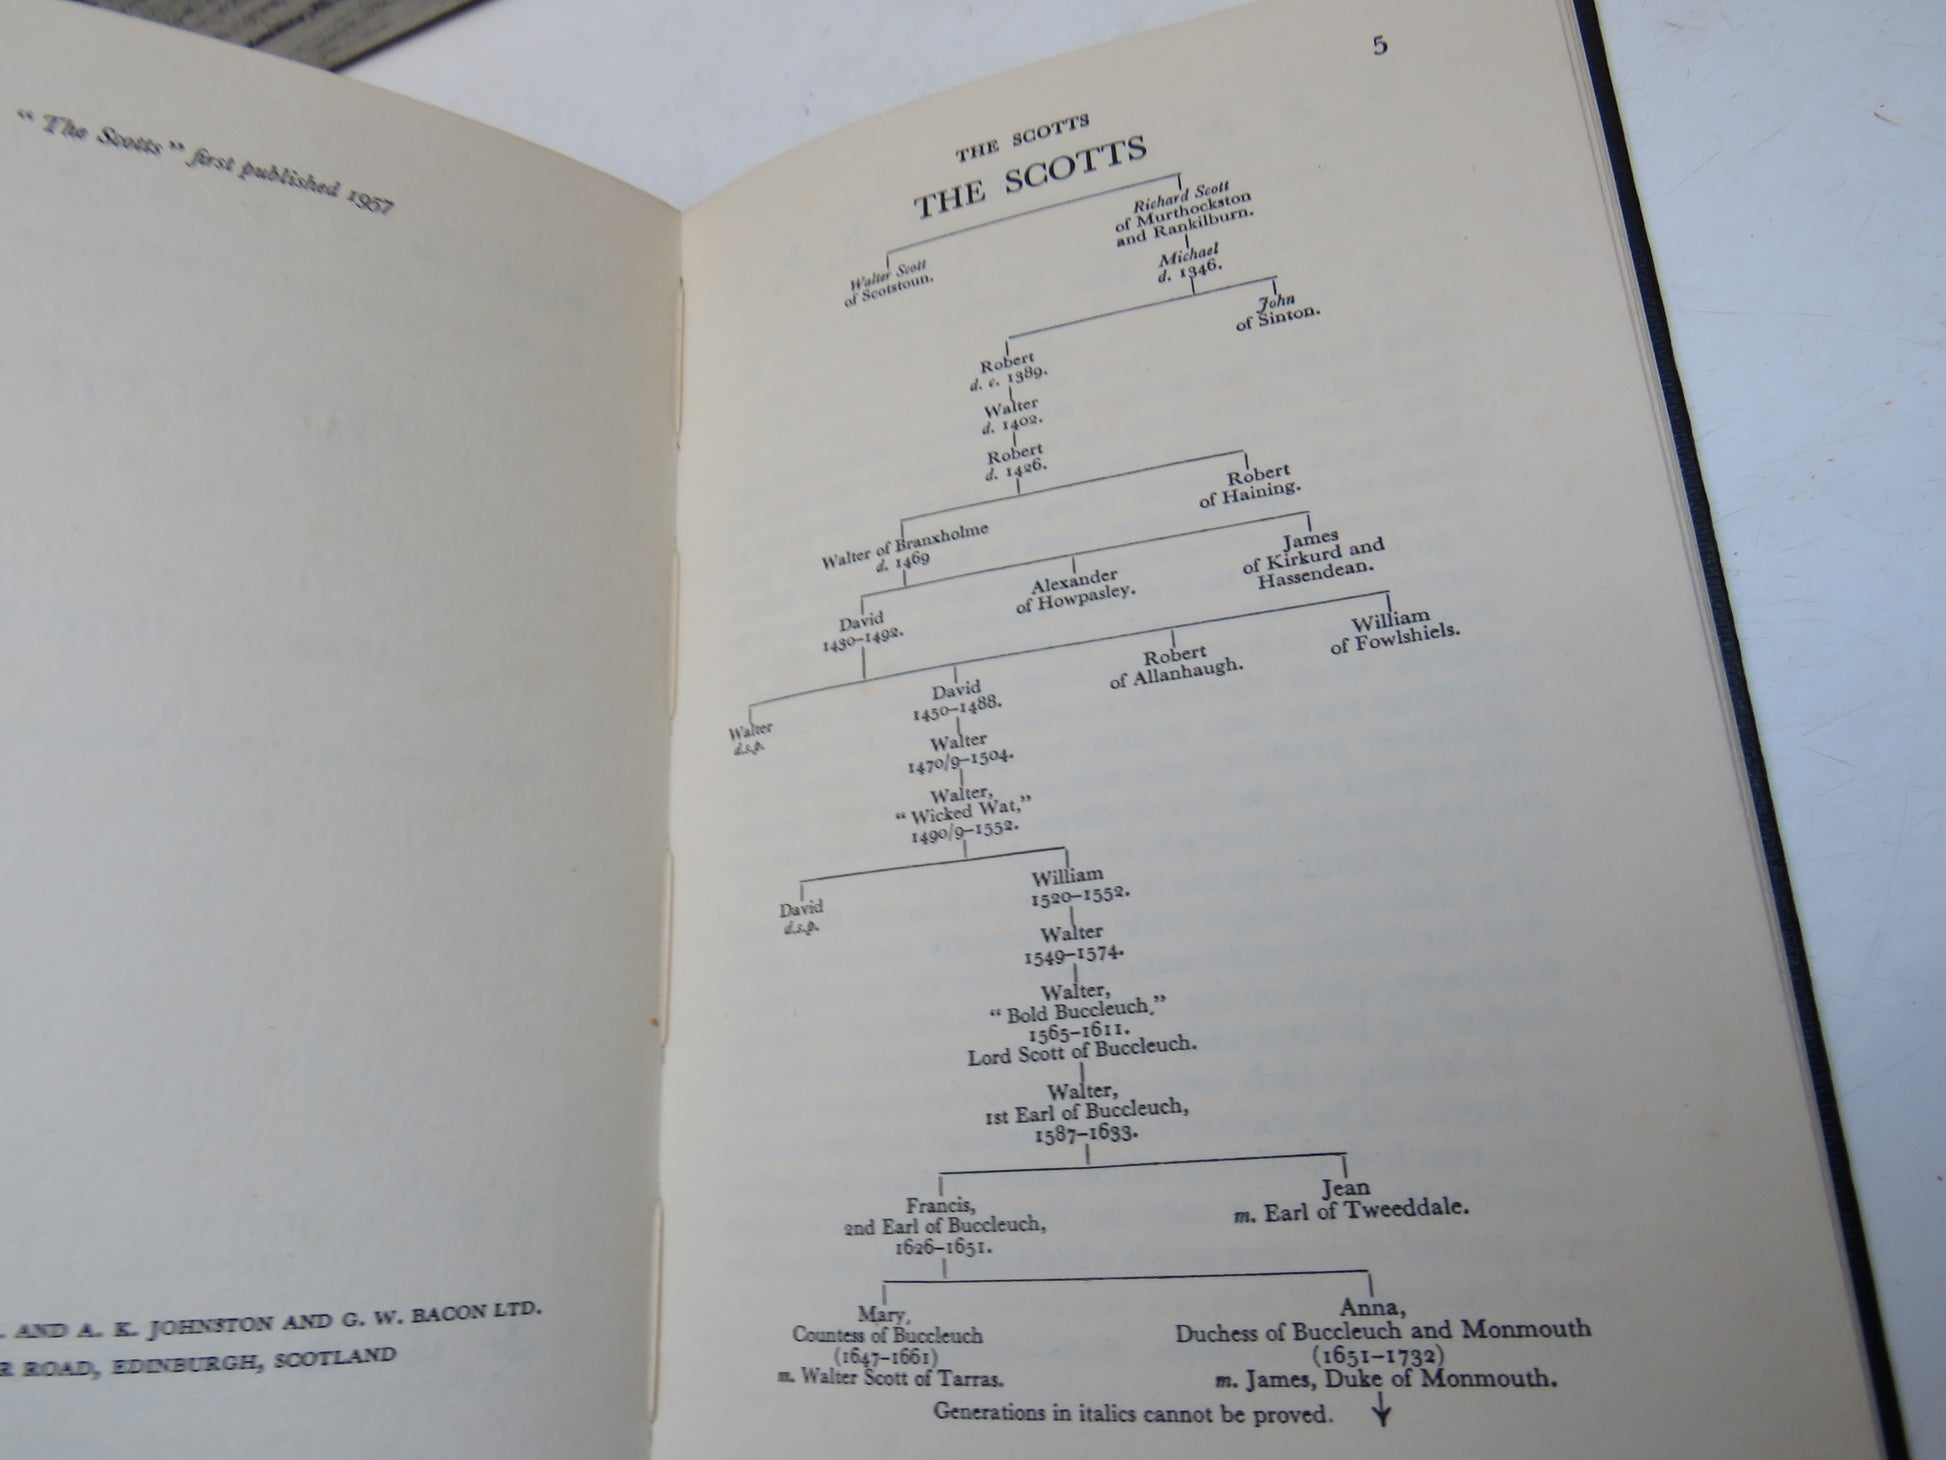 "The Scotts" first published 1957
. AND A. K. JOHNSTON AND G. W. BACON LTD.
R ROAD, EDINBURGH, SCOTLAND
5
THE SCOTTS
THE SCOTTS
Richard Scott
of Murthockston
and Rankilburn.
Walter Scott
of Scotstoun.
Michael
d. 1346.
John
of Sinton.
Robert
d. c. 1389.
Walter
d. 1402.
Robert
d. 1426.
Robert
of Haining.
Walter of Branxholme
d. 1469
James
of Kirkurd and
Hassendean.
Alexander
of Howpasley.
David
1430–1492.
William
of Fowlshiels.
Robert
of Allanhaugh.
David
1450–1488.
Walter
d.s.p.
Walter
1470/9–1504.
Walter,
"Wicked Wat,"
1490/9–1552.
David
d.s.p.
William
1520–1552.
Walter
1549–1574.
Walter,
"Bold Buccleuch,"
1565–1611.
Lord Scott of Buccleuch.
Walter,
1st Earl of Buccleuch,
1587–1633.
Francis,
2nd Earl of Buccleuch,
1626–1651.
Jean
m. Earl of Tweeddale.
Mary,
Countess of Buccleuch
(1647–1661)
m. Walter Scott of Tarras.
Anna,
Duchess of Buccleuch and Monmouth
(1651–1732)
m. James, Duke of Monmouth.
Generations in italics cannot be proved.